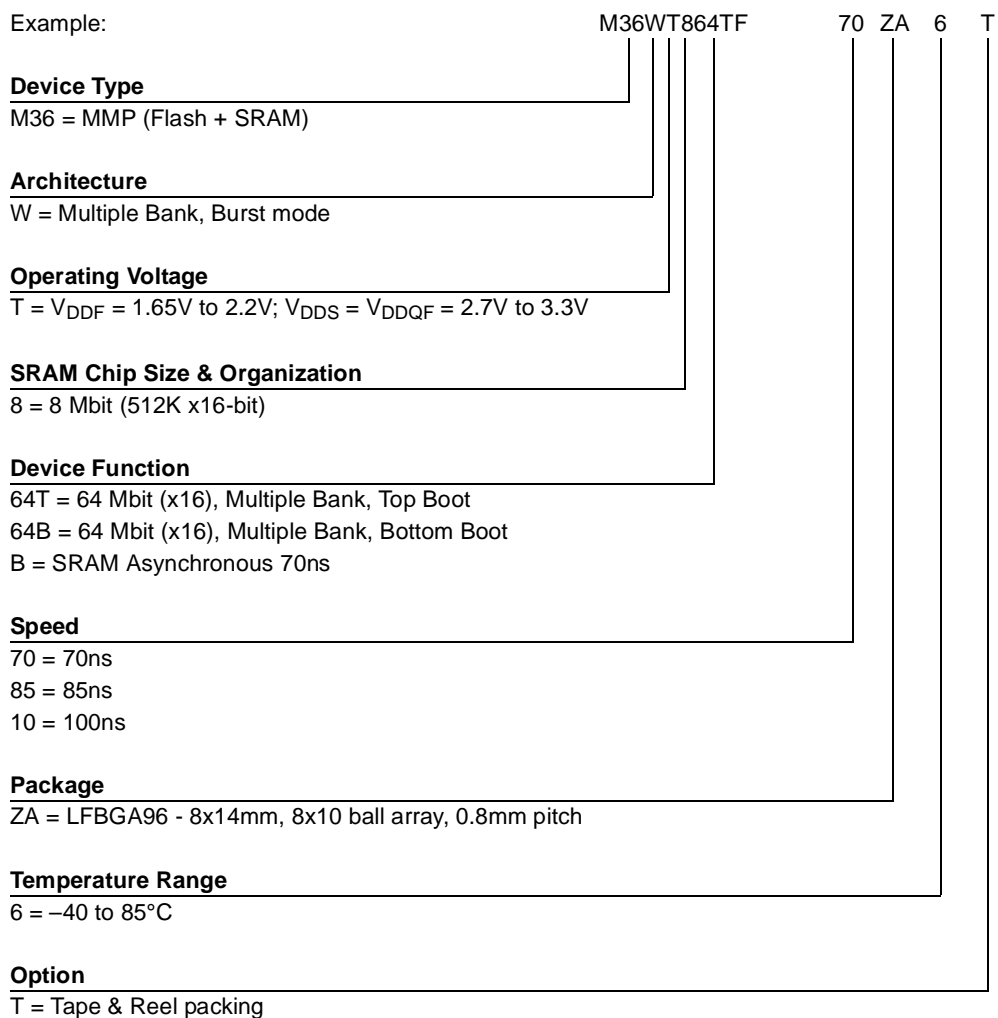 Example: M36WT864TF 70 ZA 6 T
Device Type
M36 = MMP (Flash + SRAM)
Architecture
W = Multiple Bank, Burst mode
Operating Voltage
T = VDDF = 1.65V to 2.2V; VDDS = VDDQF = 2.7V to 3.3V
SRAM Chip Size & Organization
8 = 8 Mbit (512K x16-bit)
Device Function
64T = 64 Mbit (x16), Multiple Bank, Top Boot
64B = 64 Mbit (x16), Multiple Bank, Bottom Boot
B = SRAM Asynchronous 70ns
Speed
70 = 70ns
85 = 85ns
10 = 100ns
Package
ZA = LFBGA96 - 8x14mm, 8x10 ball array, 0.8mm pitch
Temperature Range
6 = –40 to 85°C
Option
T = Tape & Reel packing